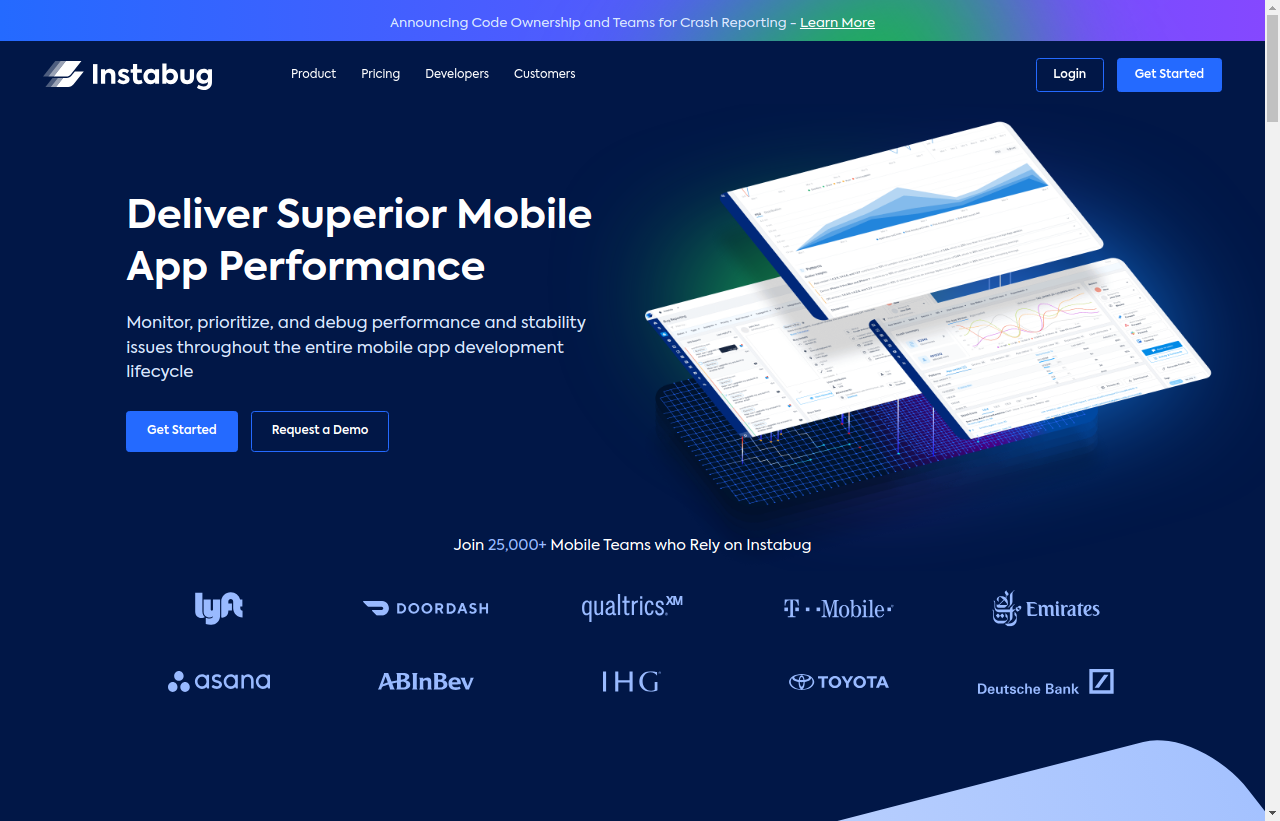 Announcing Code Ownership and Teams for Crash Reporting - Learn More
Instabug
Product
Pricing
Developers
Customers
Login
Get Started
Deliver Superior Mobile
App Performance
Monitor, prioritize, and debug performance and stability
issues throughout the entire mobile app development
lifecycle
Get Started
Request a Demo
Join 25,000+ Mobile Teams who Rely on Instabug
lyft
DOORDASH
qualtrics XM
T··Mobile·
Emirates
asana
ABInBev
IHG
TOYOTA
Deutsche Bank